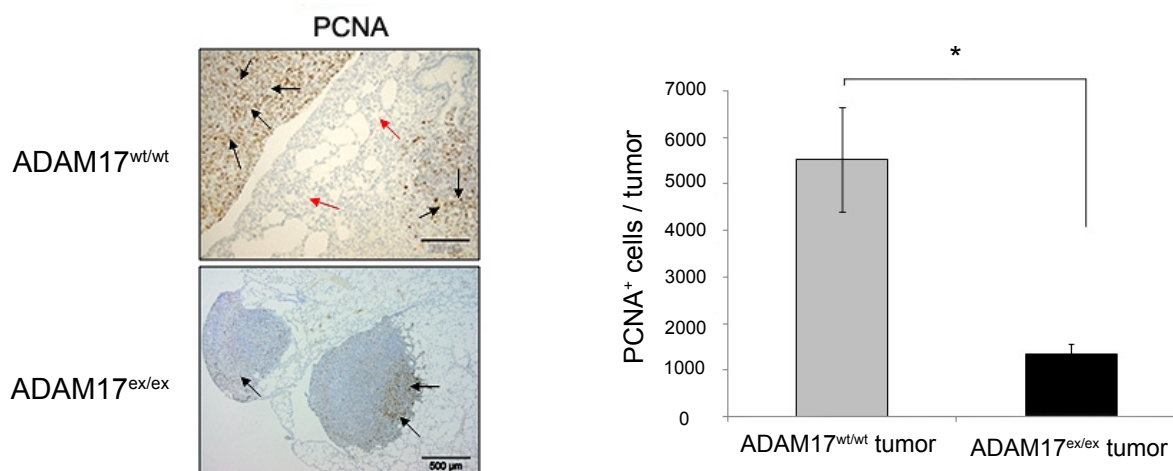 PCNA
ADAM17wt/wt
ADAM17ex/ex
500 µm
*
PCNA+ cells / tumor
7000
6000
5000
4000
3000
2000
1000
0
ADAM17wt/wt tumor
ADAM17ex/ex tumor